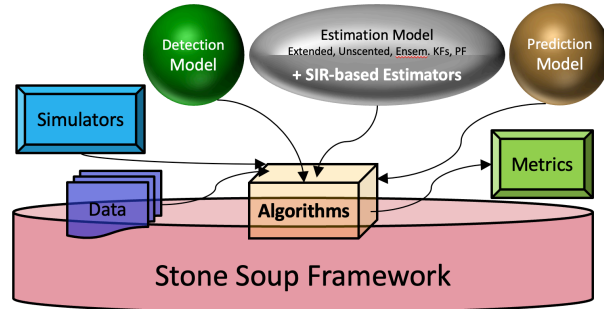 Detection
Model
Estimation Model
Extended, Unscented, Ensem. KFs, PF
+ SIR-based Estimators
Prediction
Model
Simulators
Metrics
Data
Algorithms
Stone Soup Framework